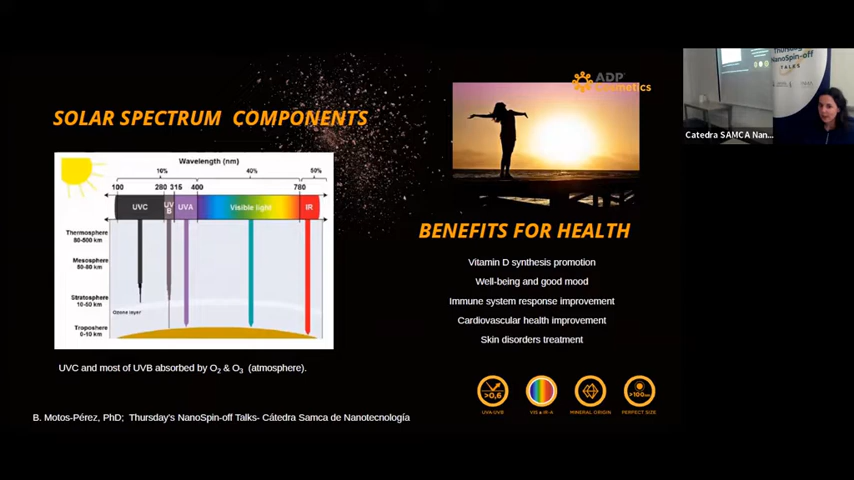 SOLAR SPECTRUM COMPONENTS
Wavelength (nm)
10% 40% 50%
100 280 315 400 780
UVC UV B UVA Visible light IR
Thermosphere
80-500 km
Mesosphere
50-80 km
Stratosphere
10-50 km
Ozone layer
Troposhere
0-10 km
UVC and most of UVB absorbed by O2 & O3 (atmosphere).
B. Motos-Pérez, PhD; Thursday's NanoSpin-off Talks- Cátedra Samca de Nanotecnología
ADP
Cosmetics
BENEFITS FOR HEALTH
Vitamin D synthesis promotion
Well-being and good mood
Immune system response improvement
Cardiovascular health improvement
Skin disorders treatment
>0,6
UVA-UVB
VIS & IR-A
MINERAL ORIGIN
>100nm
PERFECT SIZE
Thursday
NanoSpin-off
TALKS
Catedra SAMCA Nan...